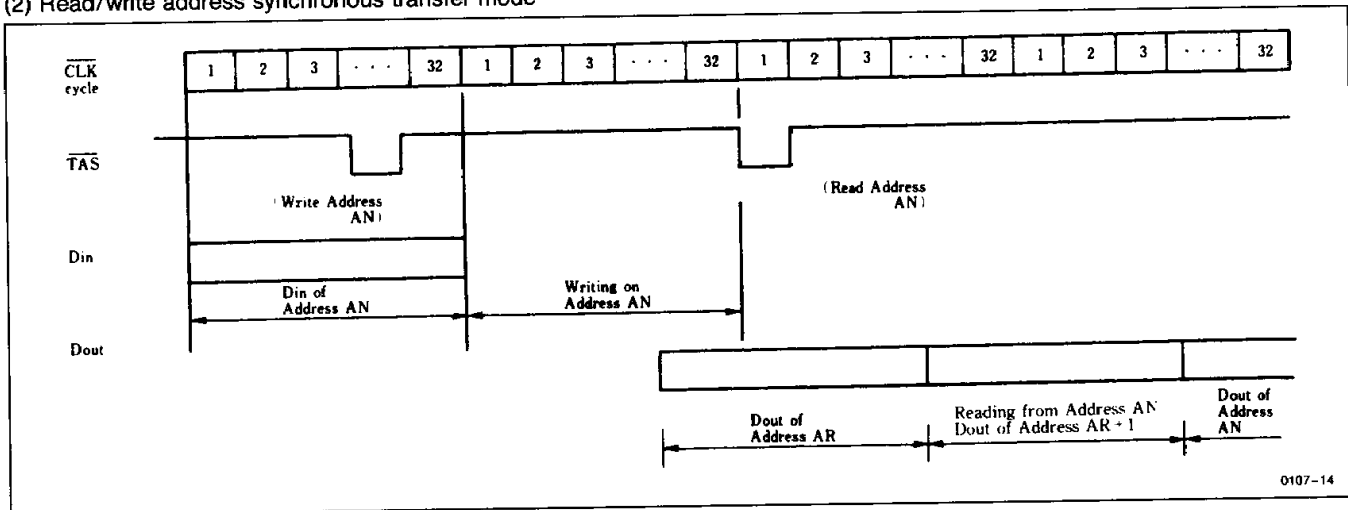 (2) Read/write address synchronous transfer mode
CLK
cycle
1 2 3 · · · 32 1 2 3 · · · 32 1 2 3 · · · 32 1 2 3 · · · 32
TAS
(Write Address
AN)
(Read Address
AN)
Din
Din of
Address AN
Writing on
Address AN
Dout
Dout of
Address AR
Reading from Address AN
Dout of Address AR + 1
Dout of
Address
AN
0107-14